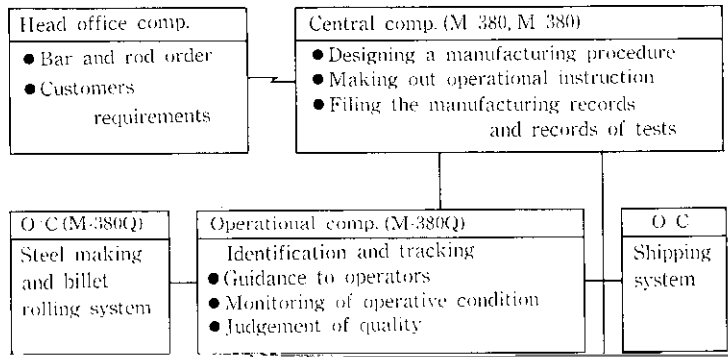 Head office comp.
● Bar and rod order
● Customers
requirements
Central comp. (M 380, M 380)
● Designing a manufacturing procedure
● Making out operational instruction
● Filing the manufacturing records
and records of tests
O C (M-380Q)
Steel making
and billet
rolling system
Operational comp. (M-380Q)
Identification and tracking
● Guidance to operators
● Monitoring of operative condition
● Judgement of quality
O C
Shipping
system